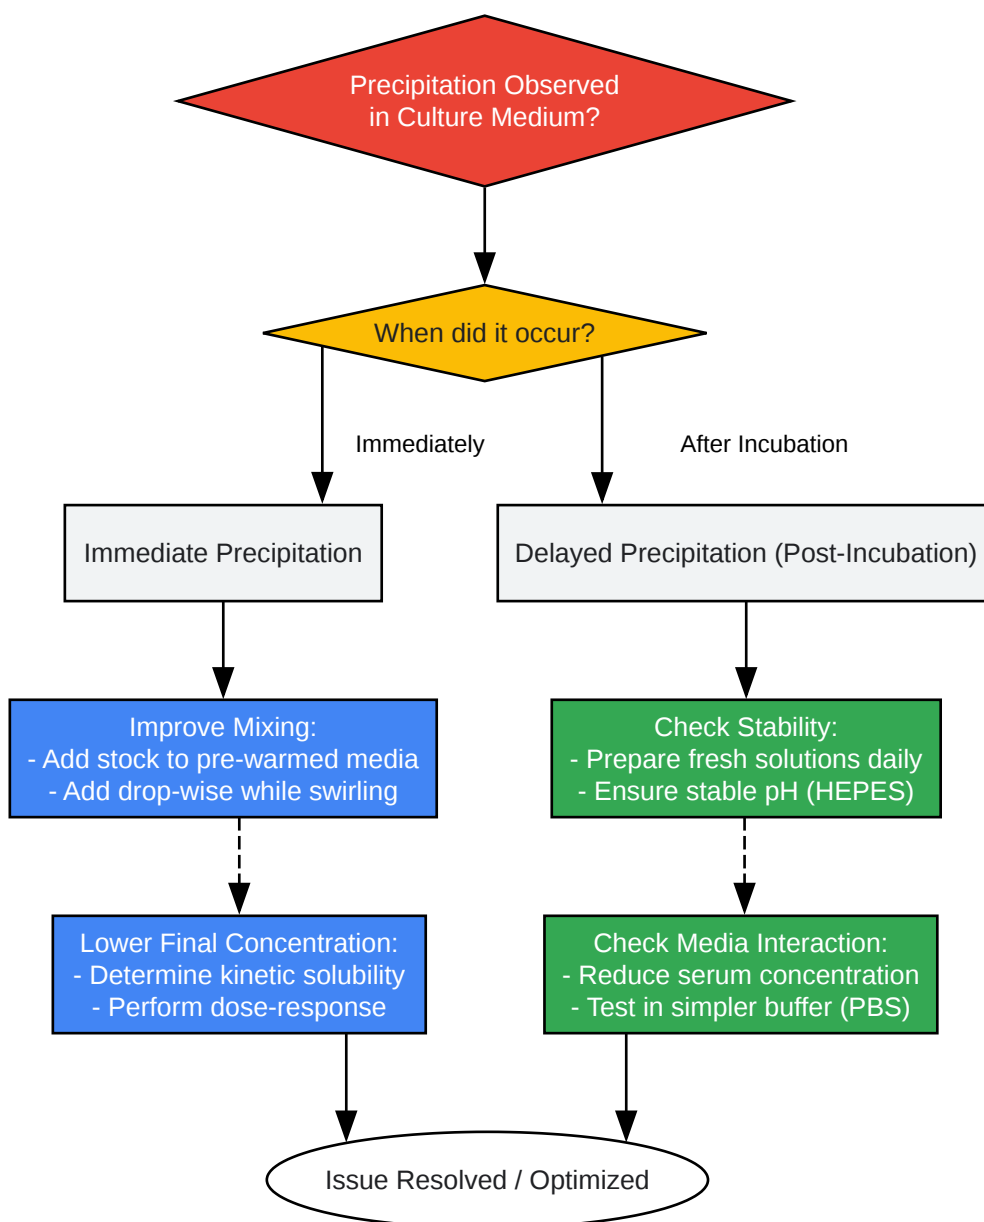 Precipitation Observed
in Culture Medium?
When did it occur?
Immediately
After Incubation
Immediate Precipitation
Delayed Precipitation (Post-Incubation)
Improve Mixing:
- Add stock to pre-warmed media
- Add drop-wise while swirling
Check Stability:
- Prepare fresh solutions daily
- Ensure stable pH (HEPES)
Lower Final Concentration:
- Determine kinetic solubility
- Perform dose-response
Check Media Interaction:
- Reduce serum concentration
- Test in simpler buffer (PBS)
Issue Resolved / Optimized